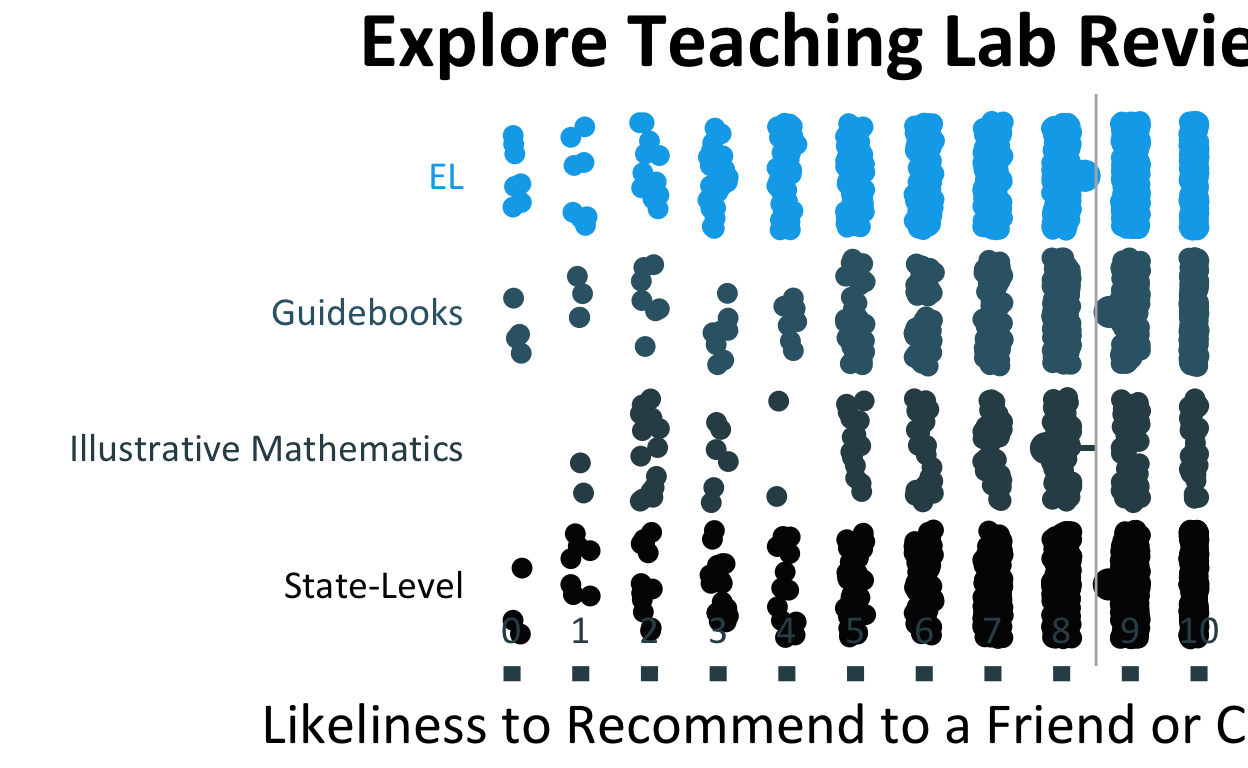 Explore Teaching Lab Revie
EL
Guidebooks
Illustrative Mathematics
State-Level
0 1 2 3 4 5 6 7 8 9 10
Likeliness to Recommend to a Friend or C